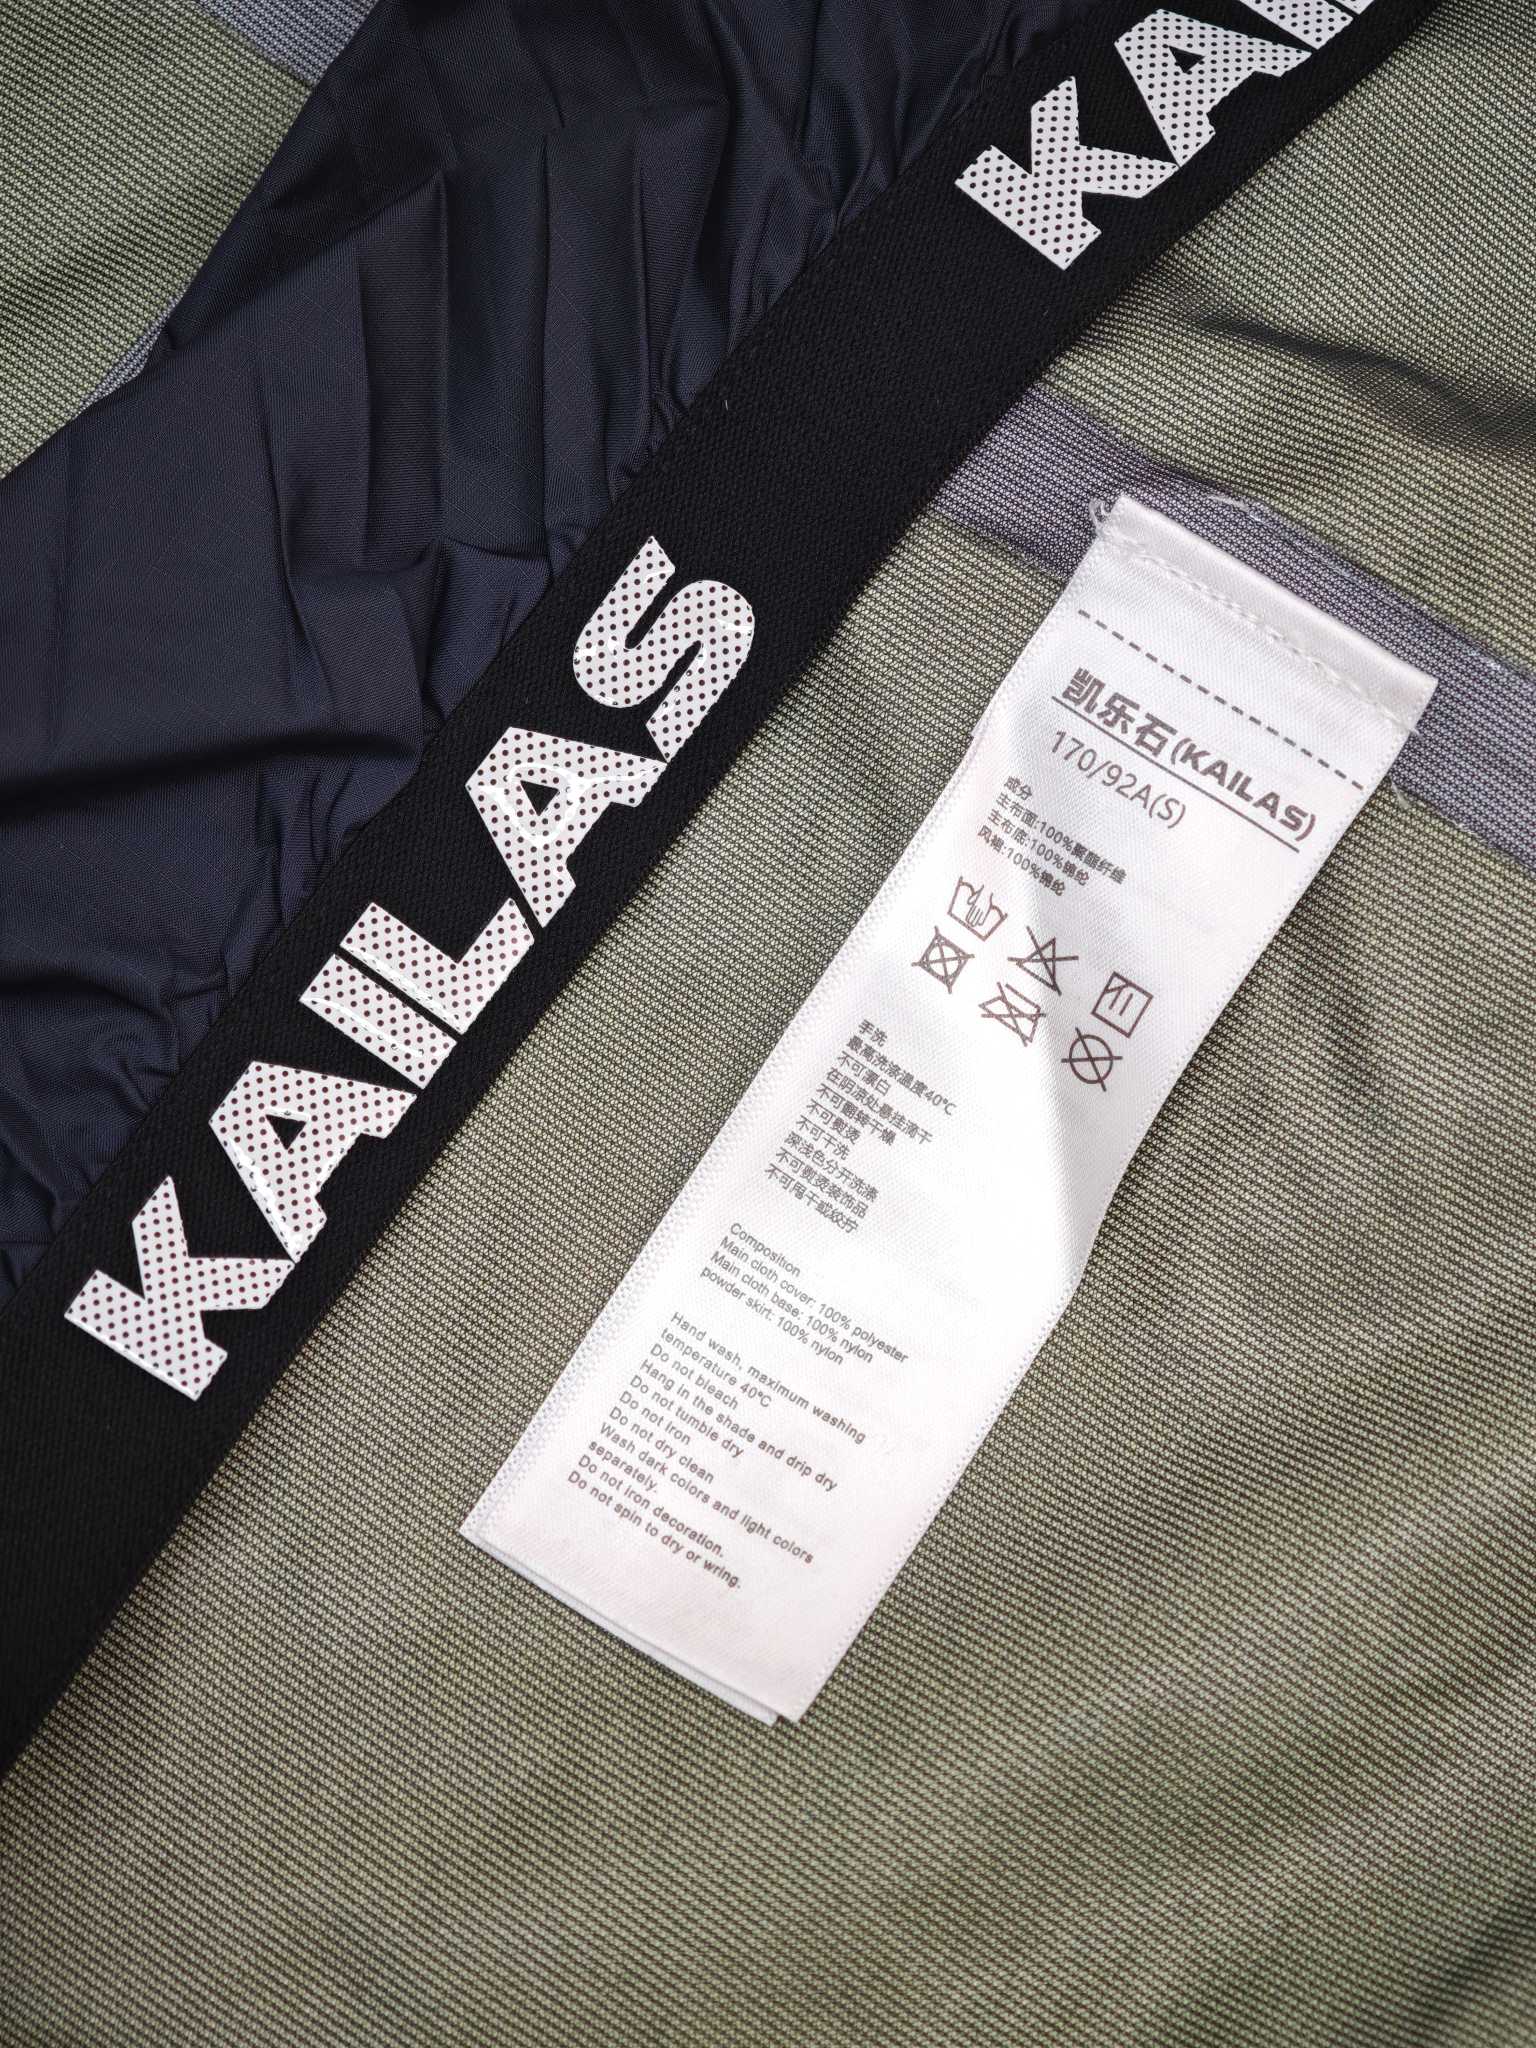 KAI
KAILAS
凯乐石(KAILAS)
170/92A(S)
成分
主布面:100%聚酯纤维
主布底:100%锦纶
风裙:100%锦纶
手洗
最高洗液温度40°C
不可漂白
在阴凉处悬挂滴干
不可翻转干燥
不可熨烫
不可干洗
深浅色分开洗涤
不可熨烫装饰品
不可甩干或绞拧
Composition
Main cloth cover: 100% polyester
Main cloth base: 100% nylon
powder skirt: 100% nylon
Hand wash, maximum washing
temperature 40°C
Do not bleach
Hang in the shade and drip dry
Do not tumble dry
Do not iron
Do not dry clean
Wash dark colors and light colors
separately.
Do not iron decoration.
Do not spin to dry or wring.